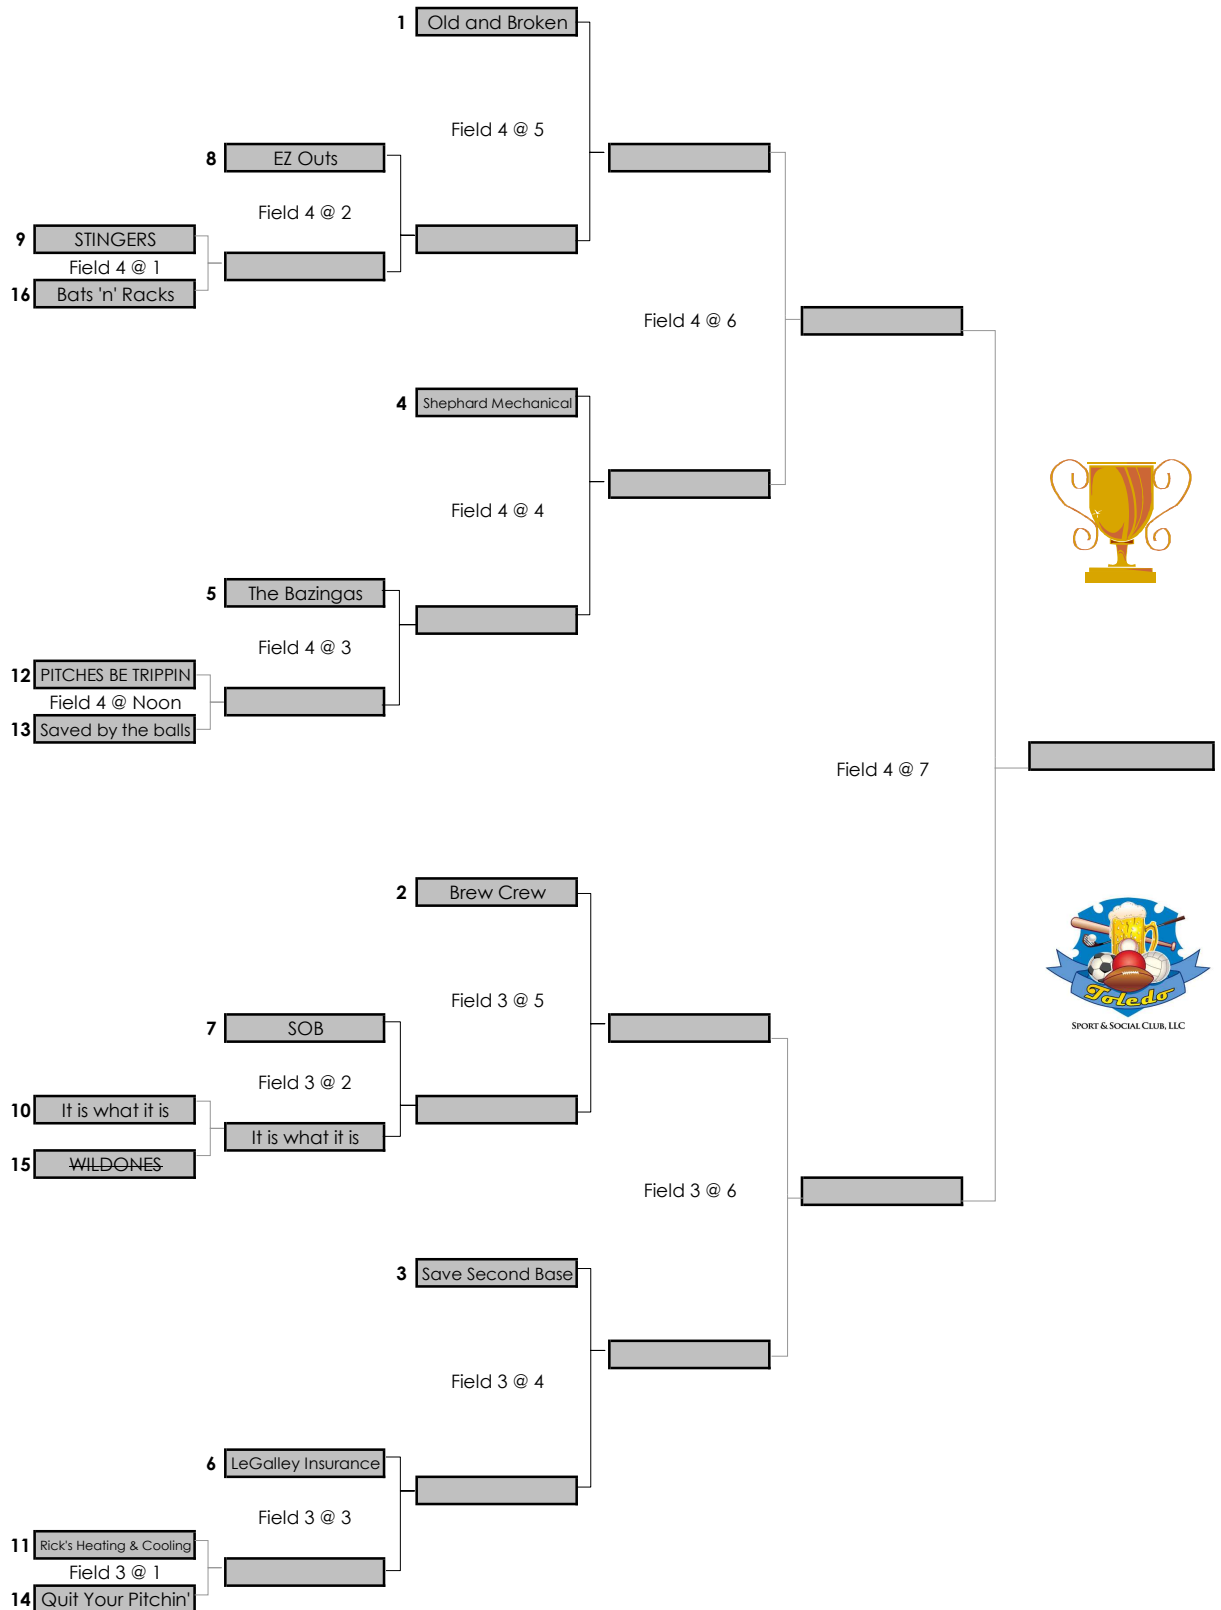 1 Old and Broken
Field 4 @ 5
8 EZ Outs
Field 4 @ 2
9 STINGERS
Field 4 @ 1
16 Bats 'n' Racks
Field 4 @ 6
4 Shephard Mechanical
Field 4 @ 4
5 The Bazingas
Field 4 @ 3
12 PITCHES BE TRIPPIN
Field 4 @ Noon
13 Saved by the balls
Field 4 @ 7
2 Brew Crew
Field 3 @ 5
7 SOB
Field 3 @ 2
10 It is what it is
It is what it is
15 WILDONES
Toledo
SPORT & SOCIAL CLUB, LLC
Field 3 @ 6
3 Save Second Base
Field 3 @ 4
6 LeGalley Insurance
Field 3 @ 3
11 Rick's Heating & Cooling
Field 3 @ 1
14 Quit Your Pitchin'